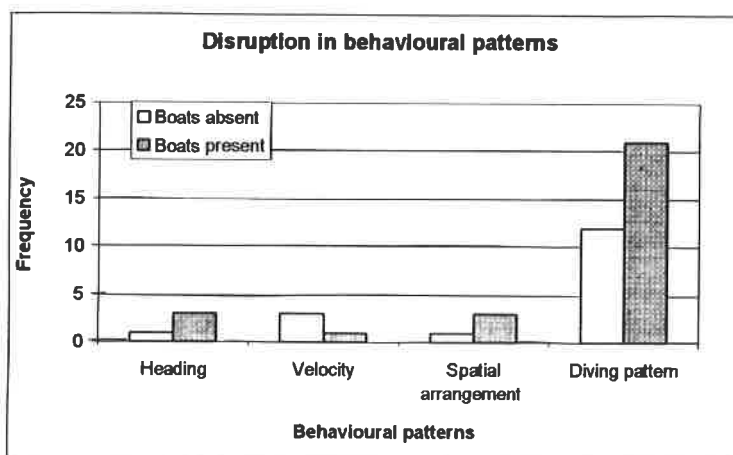 Disruption in behavioural patterns
25
20
15
10
5
0
Frequency
Boats absent
Boats present
Heading
Velocity
Spatial
arrangement
Diving pattern
Behavioural patterns